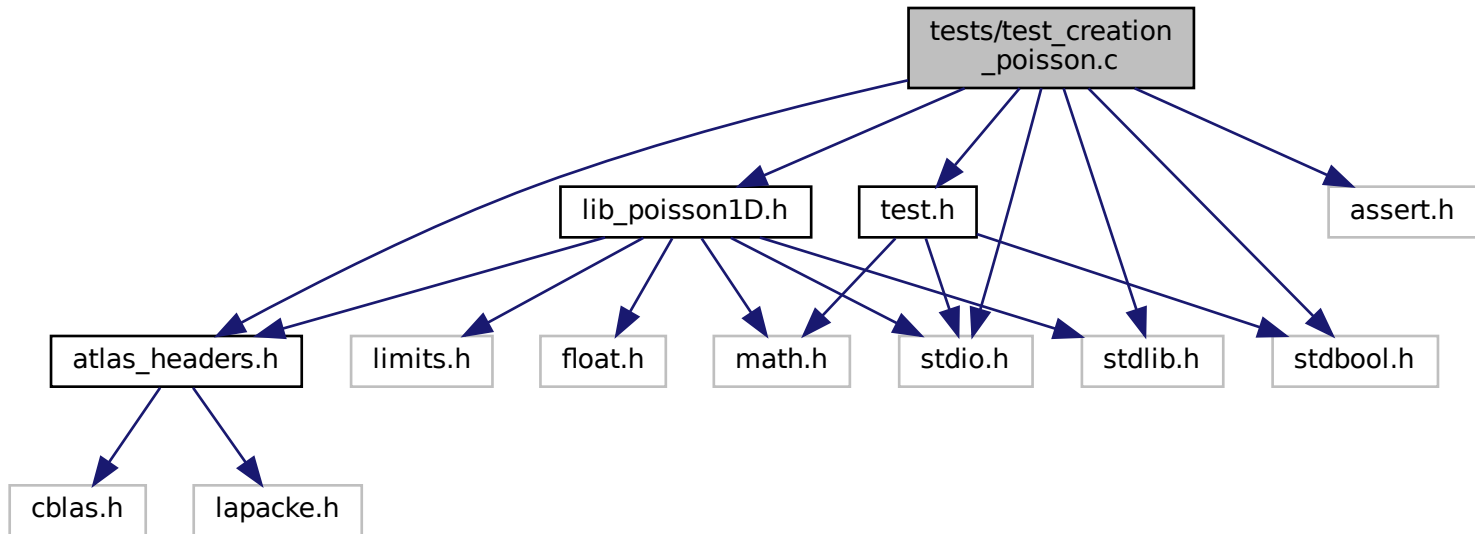 tests/test_creation
_poisson.c
lib_poisson1D.h
test.h
assert.h
atlas_headers.h
limits.h
float.h
math.h
stdio.h
stdlib.h
stdbool.h
cblas.h
lapacke.h